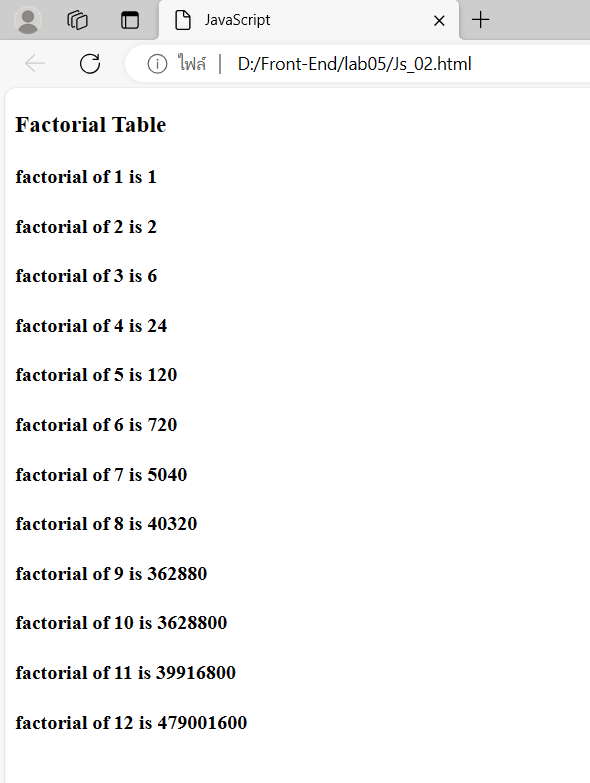 JavaScript
ไฟล์ | D:/Front-End/lab05/Js_02.html
Factorial Table
factorial of 1 is 1
factorial of 2 is 2
factorial of 3 is 6
factorial of 4 is 24
factorial of 5 is 120
factorial of 6 is 720
factorial of 7 is 5040
factorial of 8 is 40320
factorial of 9 is 362880
factorial of 10 is 3628800
factorial of 11 is 39916800
factorial of 12 is 479001600